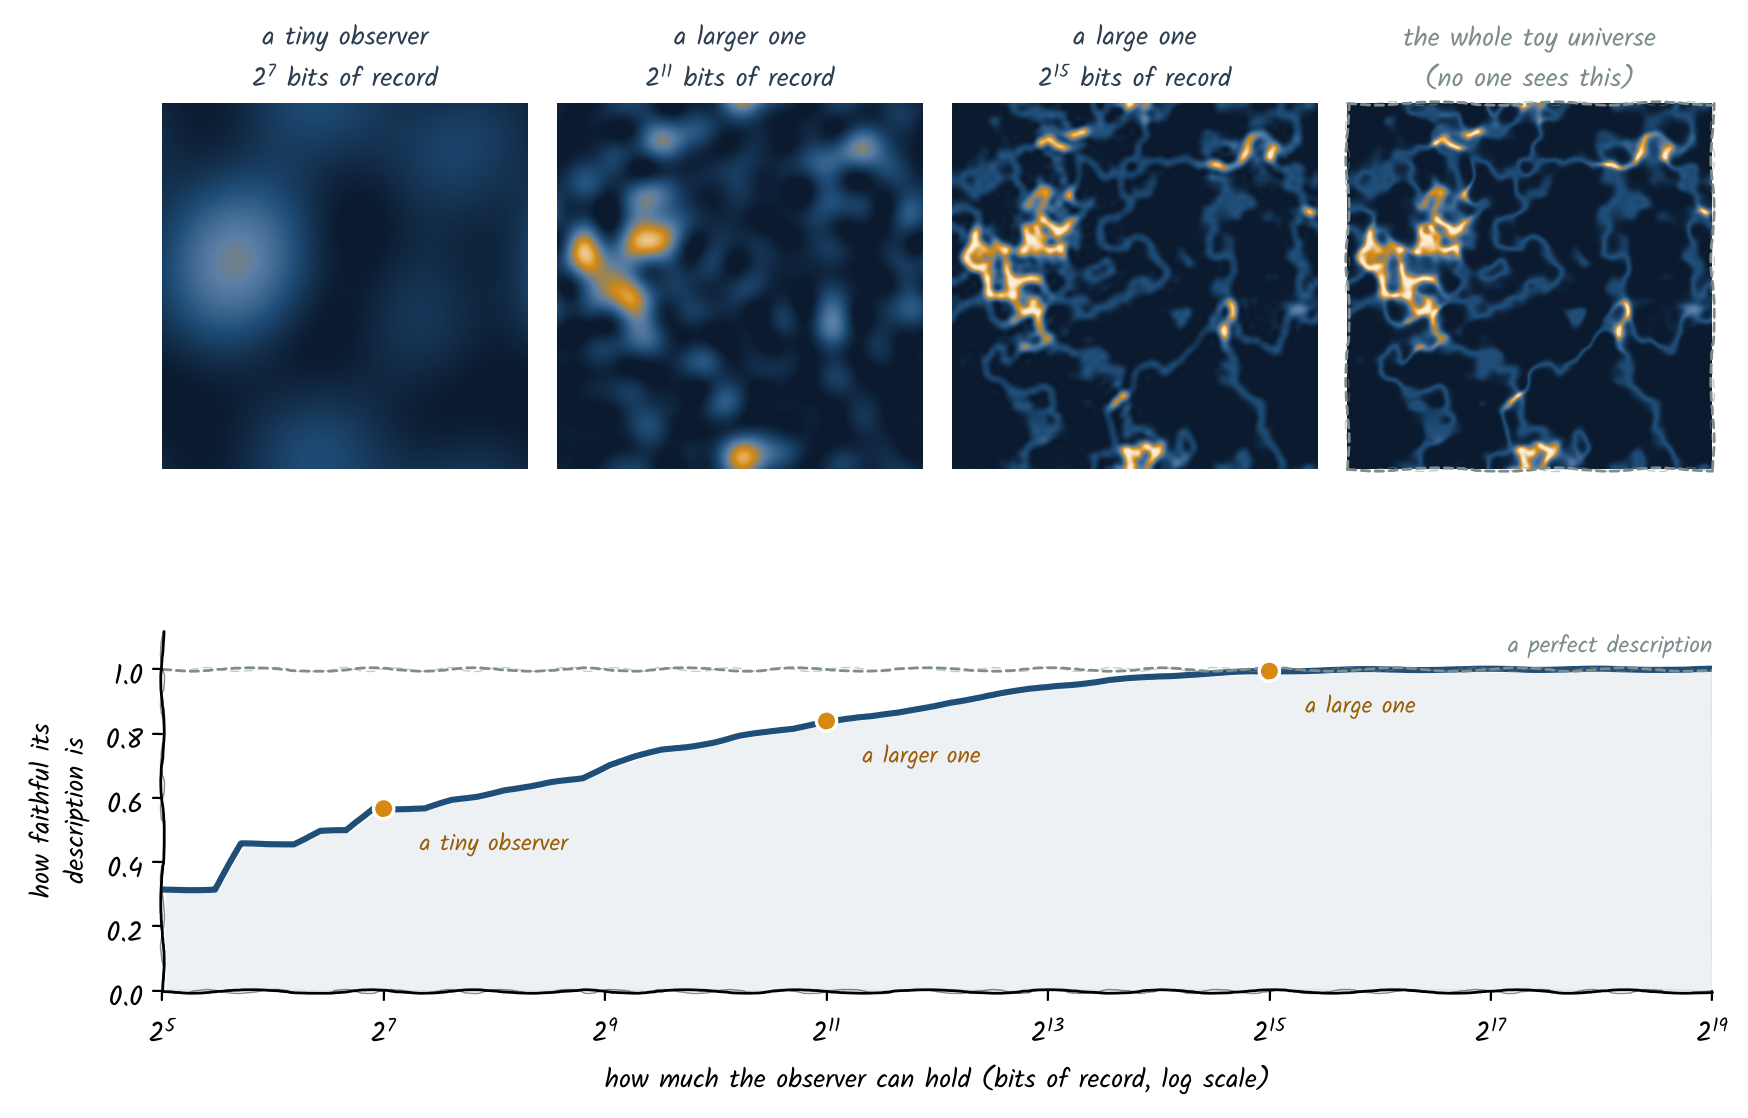 a tiny observer
2⁷ bits of record
a larger one
2¹¹ bits of record
a large one
2¹⁵ bits of record
the whole toy universe
(no one sees this)
a perfect description
1.0
0.8
0.6
0.4
0.2
0.0
how faithful its
description is
a large one
a larger one
a tiny observer
2⁵
2⁷
2⁹
2¹¹
2¹³
2¹⁵
2¹⁷
2¹⁹
how much the observer can hold (bits of record, log scale)